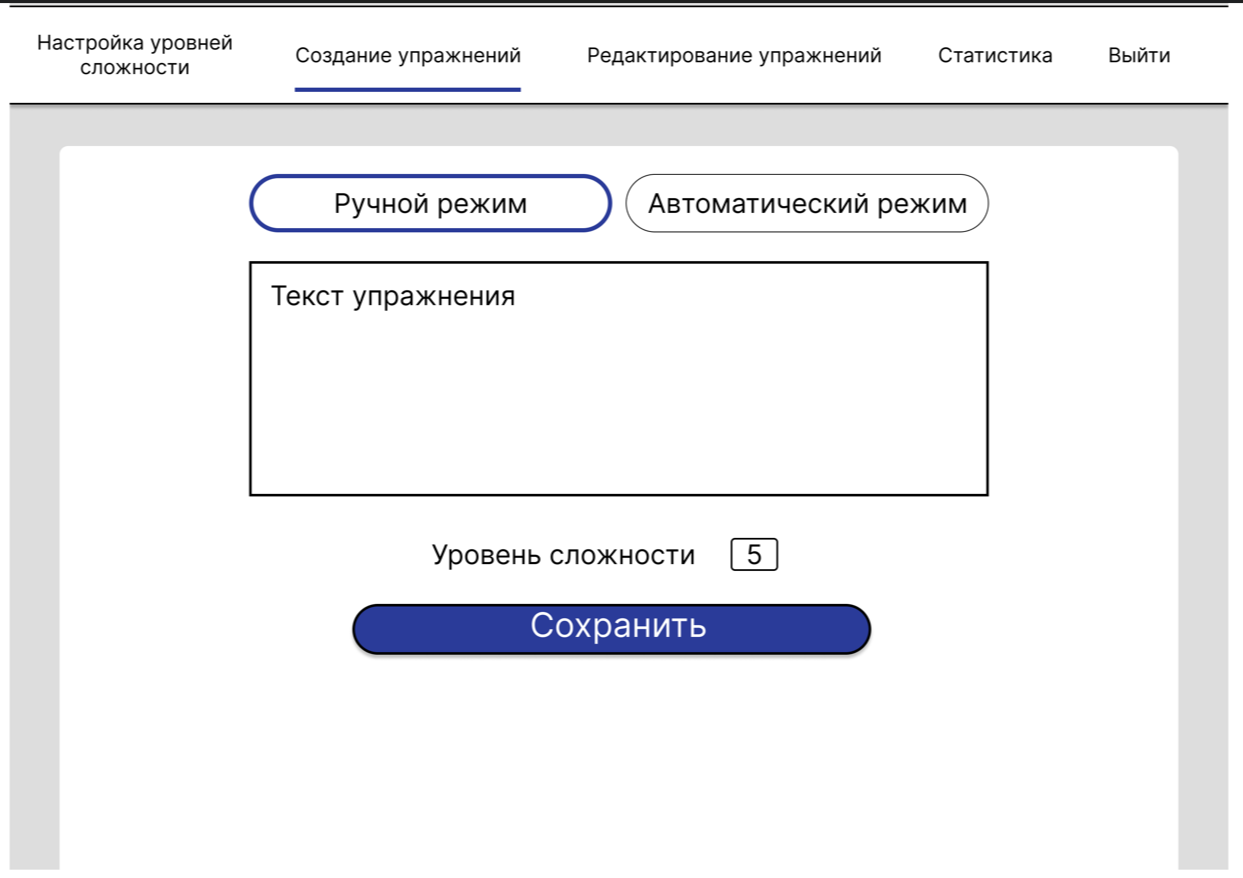 Настройка уровней
сложности
Создание упражнений
Редактирование упражнений
Статистика
Выйти
Ручной режим
Автоматический режим
Текст упражнения
Уровень сложности 5
Сохранить